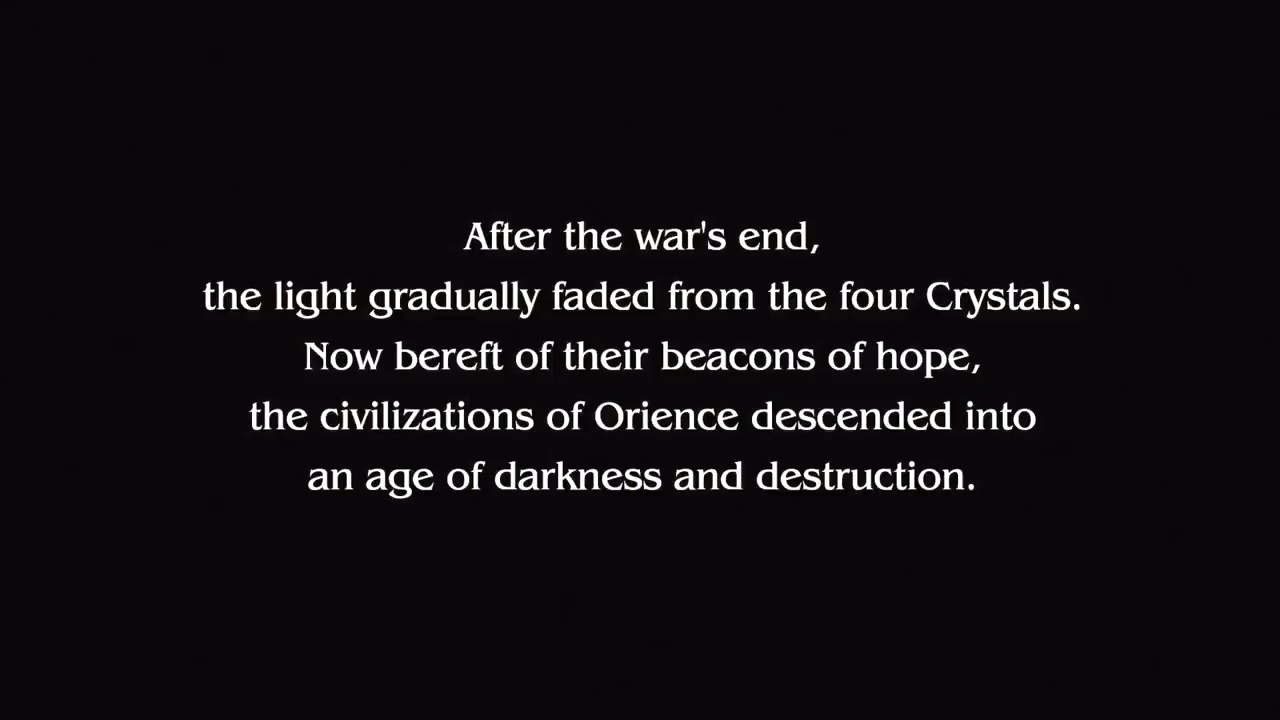 After the war's end,
the light gradually faded from the four Crystals.
Now bereft of their beacons of hope,
the civilizations of Orience descended into
an age of darkness and destruction.